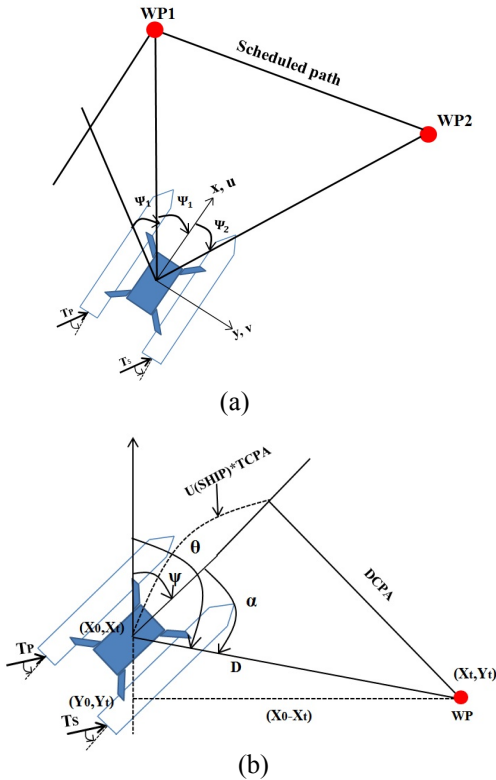 WP1
Scheduled path
WP2
x, u
Ψ1
Ψ1
Ψ2
TP
y, v
TS
(a)
U(SHIP)*TCPA
θ
Ψ
α
DCPA
(X0,Xt)
TP
D
(Xt,Yt)
(Y0,Yt)
WP
TS
(X0-Xt)
(b)